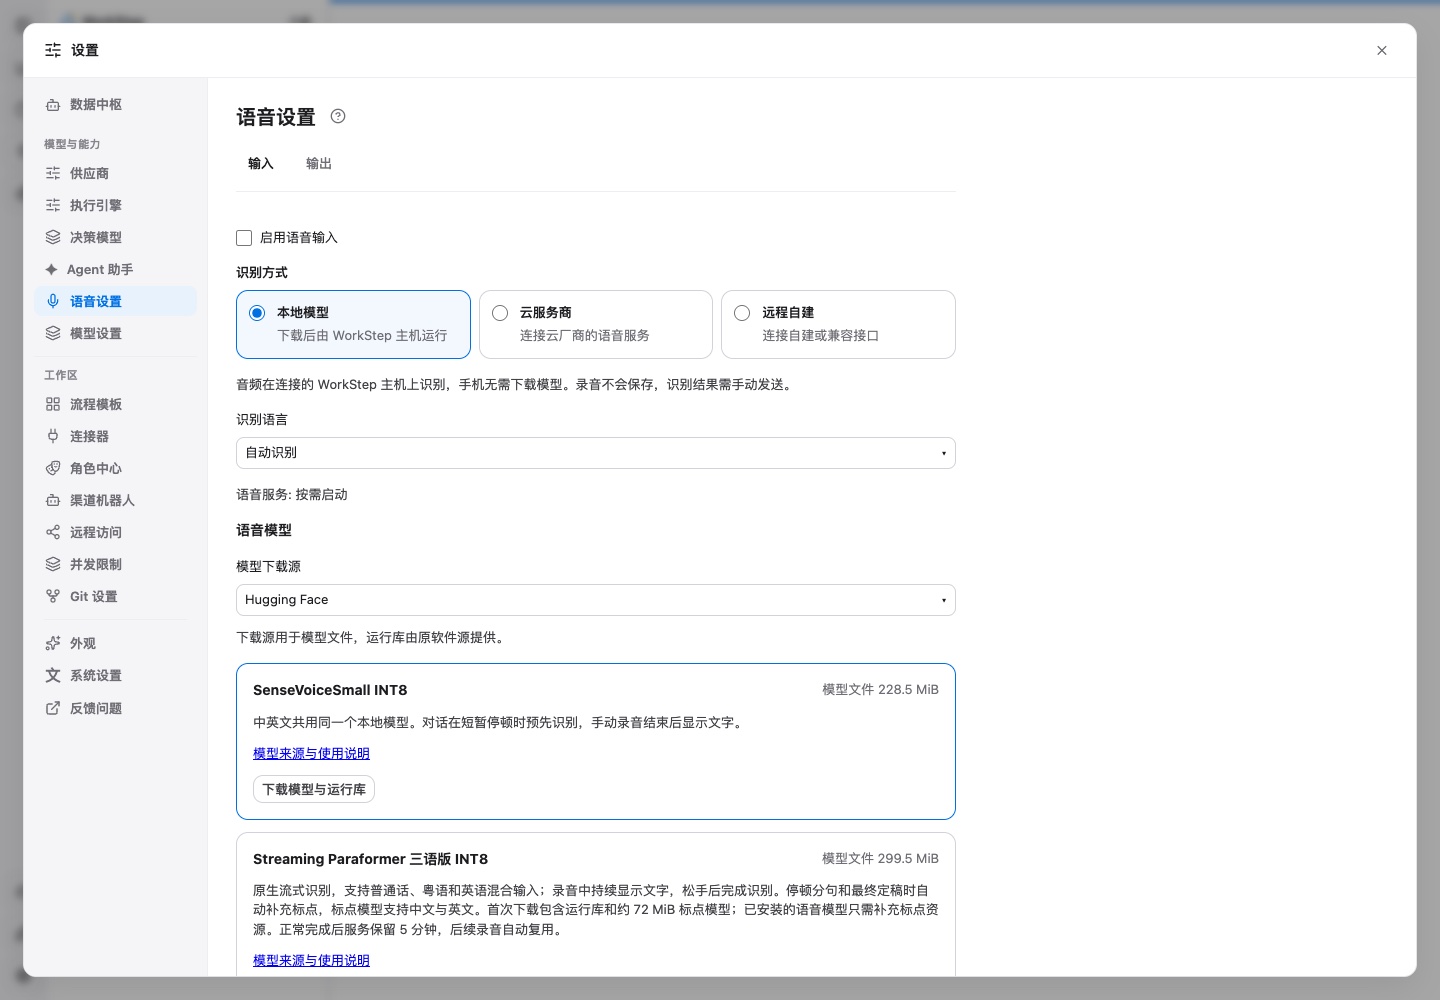 设置
数据中枢
模型与能力
供应商
执行引擎
决策模型
Agent 助手
语音设置
模型设置
工作区
流程模板
连接器
角色中心
渠道机器人
远程访问
并发限制
Git 设置
外观
系统设置
反馈问题
语音设置
输入
输出
启用语音输入
识别方式
本地模型
下载后由 WorkStep 主机运行
云服务商
连接云厂商的语音服务
远程自建
连接自建或兼容接口
音频在连接的 WorkStep 主机上识别，手机无需下载模型。录音不会保存，识别结果需手动发送。
识别语言
自动识别
语音服务: 按需启动
语音模型
模型下载源
Hugging Face
下载源用于模型文件，运行库由原软件源提供。
SenseVoiceSmall INT8
模型文件 228.5 MiB
中英文共用同一个本地模型。对话在短暂停顿时预先识别，手动录音结束后显示文字。
模型来源与使用说明
下载模型与运行库
Streaming Paraformer 三语版 INT8
模型文件 299.5 MiB
原生流式识别，支持普通话、粤语和英语混合输入；录音中持续显示文字，松手后完成识别。停顿分句和最终定稿时自
动补充标点，标点模型支持中文与英文。首次下载包含运行库和约 72 MiB 标点模型；已安装的语音模型只需补充标点资
源。正常完成后服务保留 5 分钟，后续录音自动复用。
模型来源与使用说明